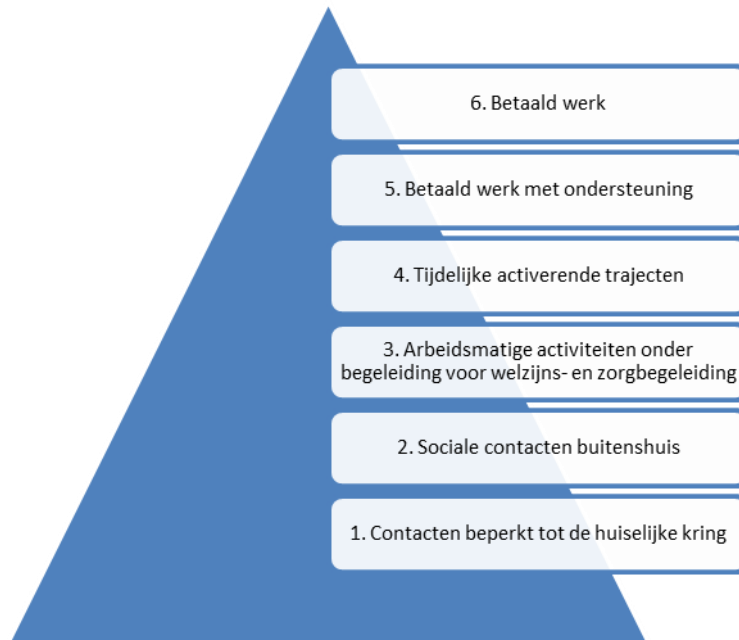 6. Betaald werk
5. Betaald werk met ondersteuning
4. Tijdelijke activerende trajecten
3. Arbeidsmatige activiteiten onder
begeleiding voor welzijns- en zorgbegeleiding
2. Sociale contacten buitenshuis
1. Contacten beperkt tot de huiselijke kring